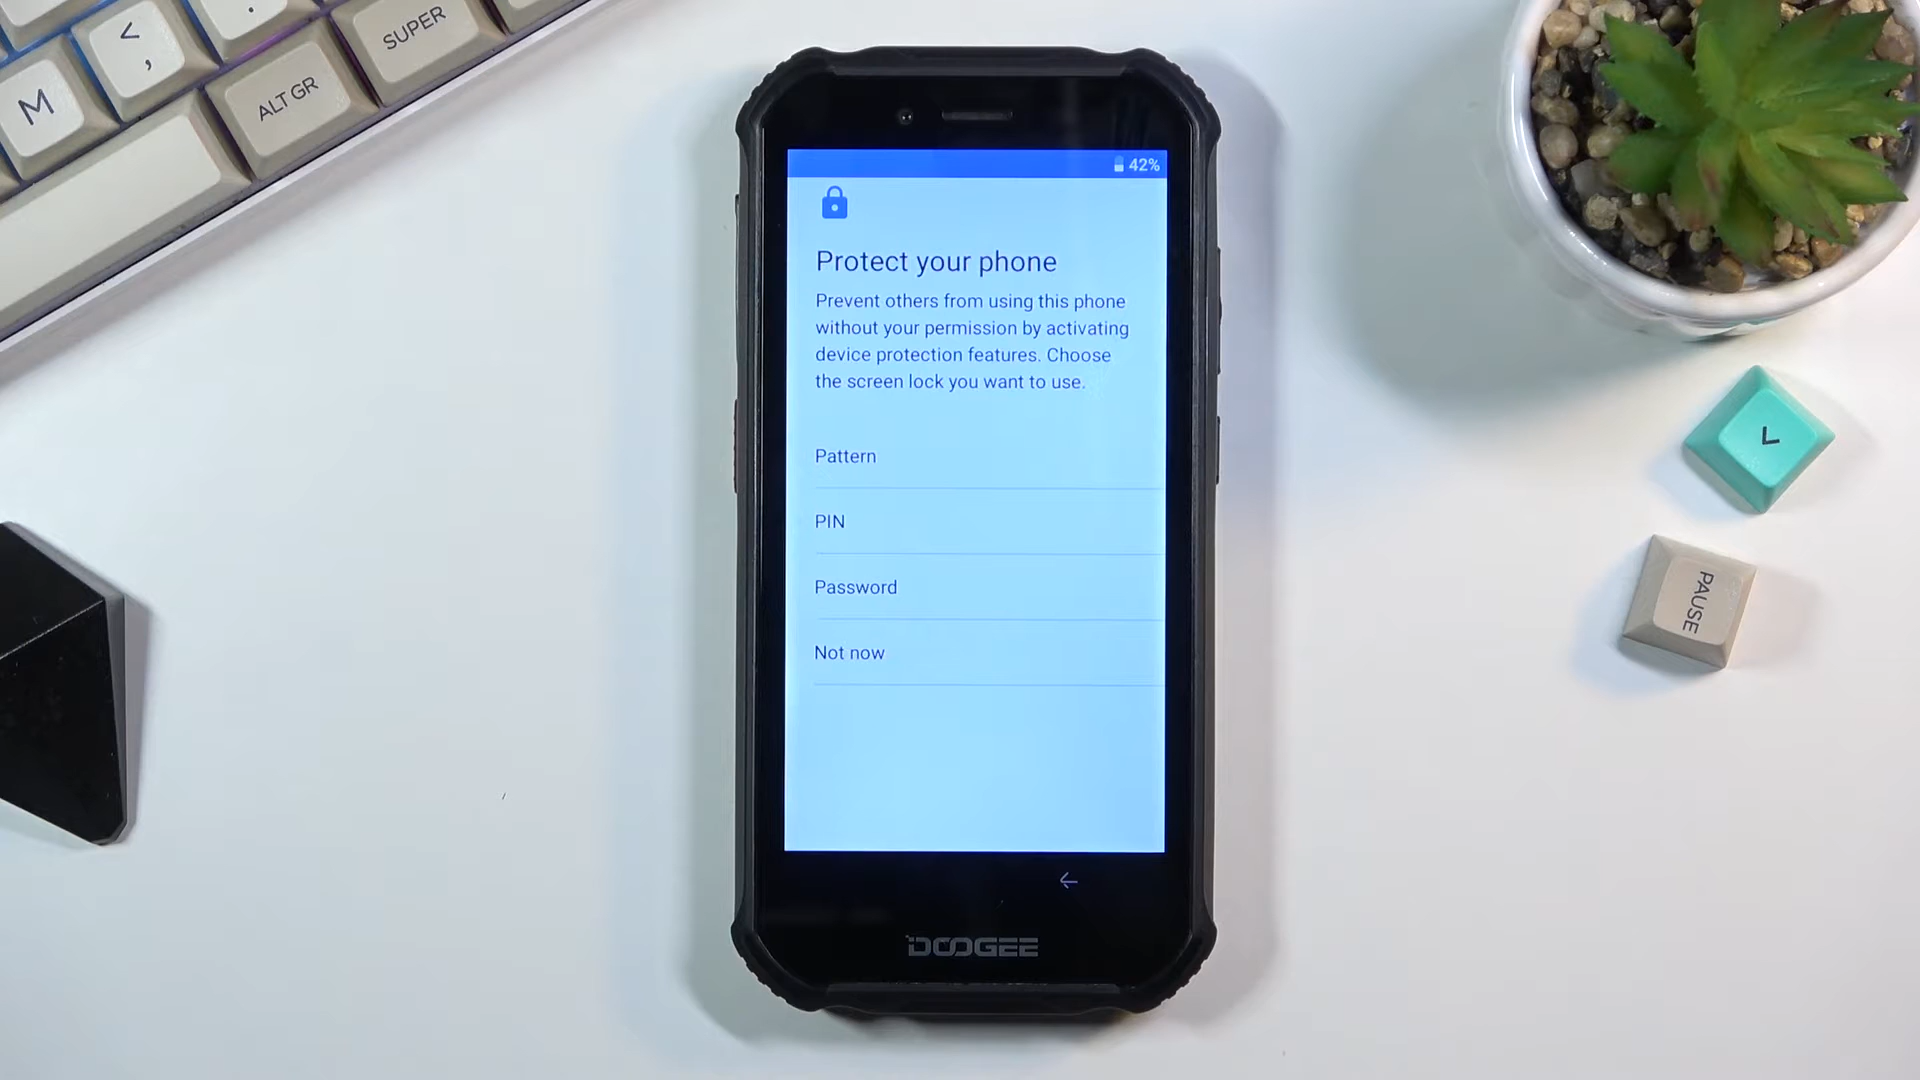 M
<
,
.
ALT GR
SUPER
42%
Protect your phone
Prevent others from using this phone
without your permission by activating
device protection features. Choose
the screen lock you want to use.
Pattern
PIN
Password
Not now
DOOGEE
PAUSE